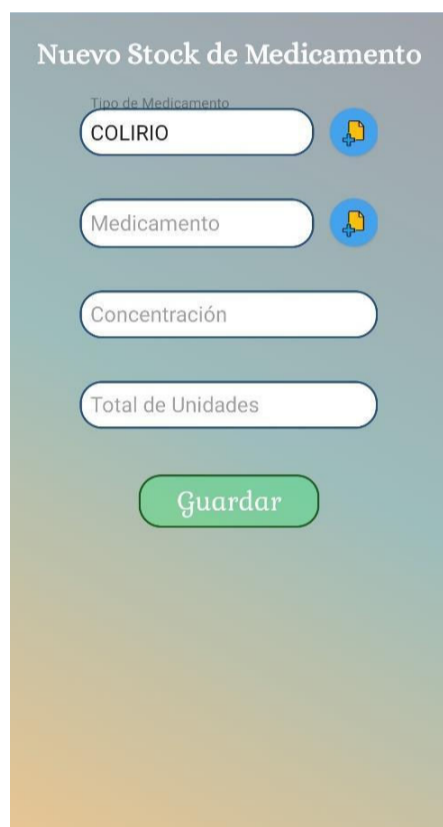 Nuevo Stock de Medicamento
Tipo de Medicamento
COLIRIO
Medicamento
Concentración
Total de Unidades
Guardar